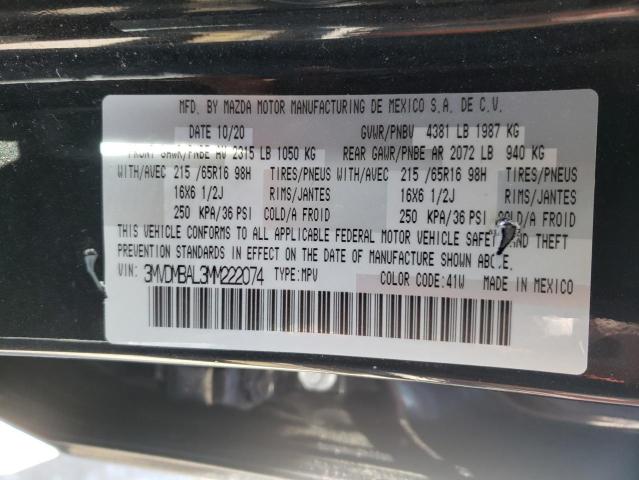 MFD. BY MAZDA MOTOR MANUFACTURING DE MEXICO S.A. DE C.V.
DATE 10/20 GVWR/PNBV 4381 LB 1987 KG
FRONT GAWR/PNBE AV 2315 LB 1050 KG REAR GAWR/PNBE AR 2072 LB 940 KG
WITH/AVEC 215 /65R16 98H TIRES/PNEUS WITH/AVEC 215 /65R16 98H TIRES/PNEUS
16X6 1/2J RIMS/JANTES 16X6 1/2J RIMS/JANTES
250 KPA/36 PSI COLD/A FROID 250 KPA/36 PSI COLD/A FROID
THIS VEHICLE CONFORMS TO ALL APPLICABLE FEDERAL MOTOR VEHICLE SAFETY AND THEFT
PREVENTION STANDARDS IN EFFECT ON THE DATE OF MANUFACTURE SHOWN ABOVE.
VIN: 3MVDMBAL3MM222074 TYPE:MPV COLOR CODE:41W MADE IN MEXICO